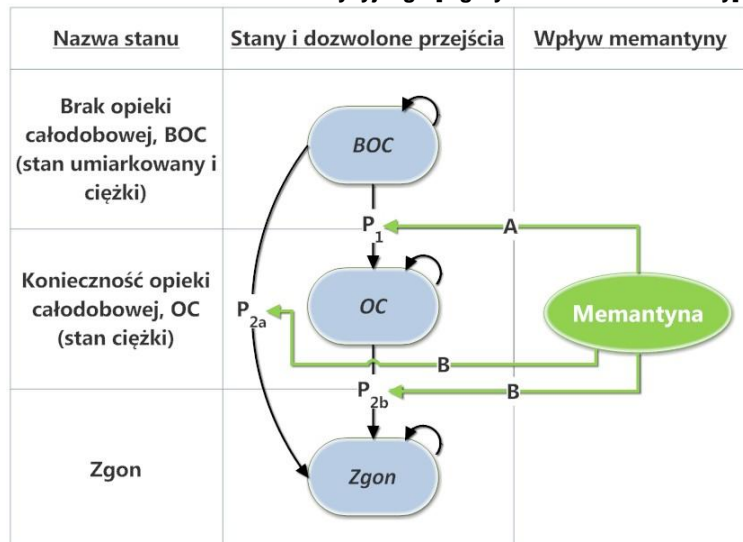 Nazwa stanu
Stany i dozwolone przejścia
Wpływ memantyny
Brak opieki
całodobowej, BOC
(stan umiarkowany i
ciężki)
BOC
P1
A
Konieczność opieki
całodobowej, OC
(stan ciężki)
P2a
OC
Memantyna
B
P2b
B
Zgon
Zgon